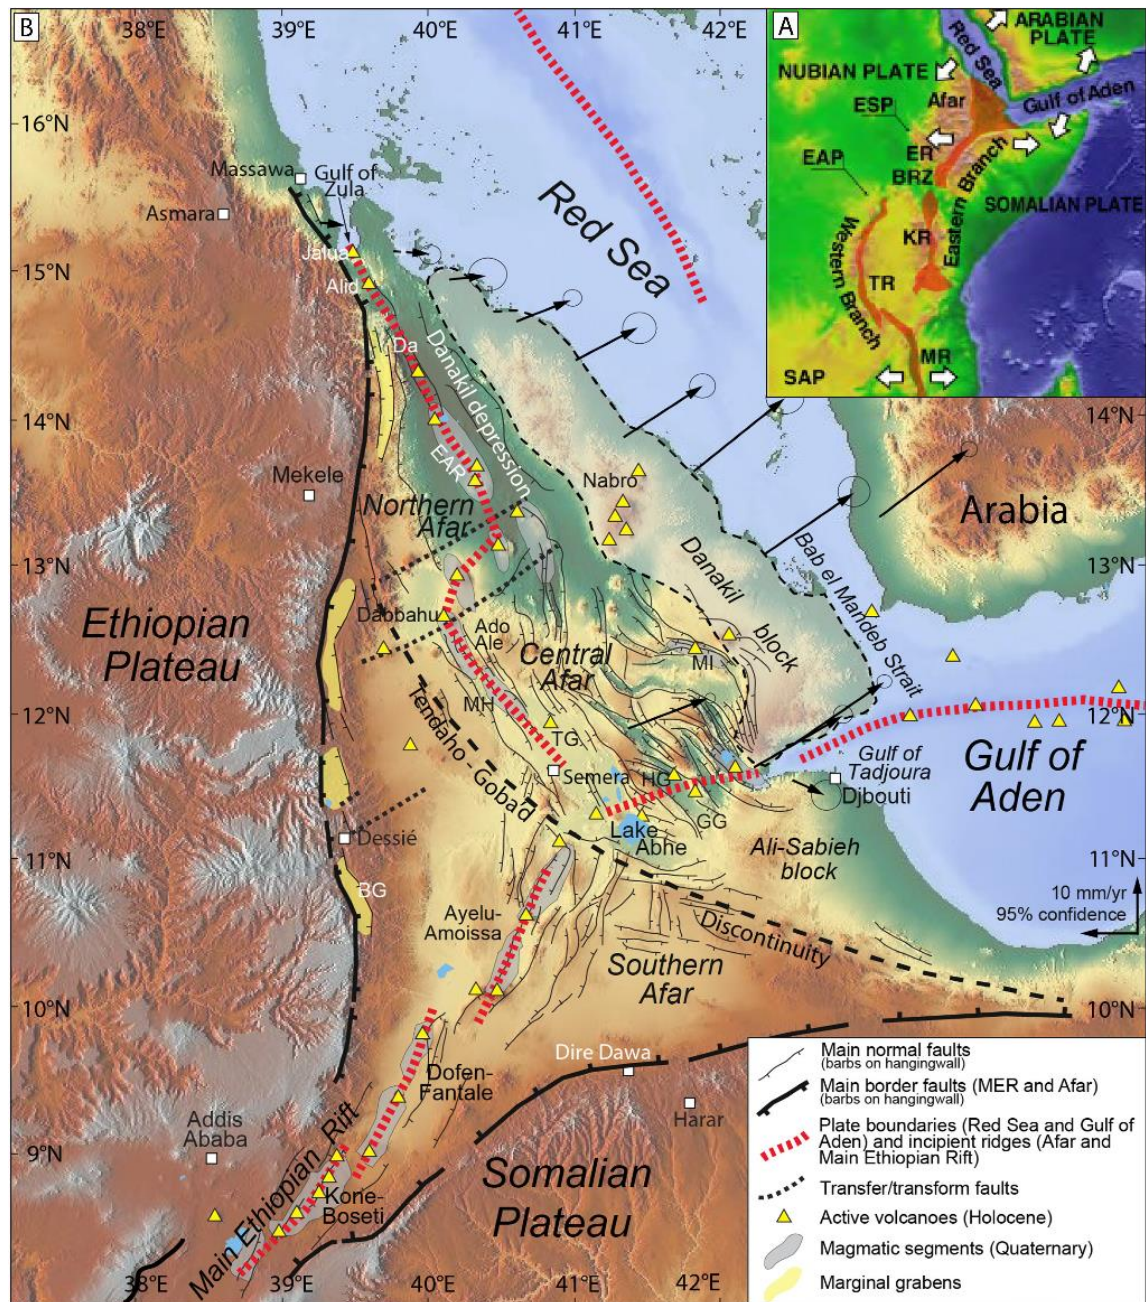 B
38°E
39°E
40°E
41°E
42°E
A
ARABIAN
PLATE
Red Sea
NUBIAN PLATE
Afar
Gulf of Aden
ESP
ER
EAP
BRZ
Eastern Branch
SOMALIAN PLATE
Western Branch
KR
TR
MR
SAP
16°N
Massawa
Gulf of
Zula
Asmara
Red Sea
15°N
Jalua
Alid
Da
Danakil depression
14°N
14°N
EAR
Mekele
Nabro
Northern
Afar
Arabia
13°N
13°N
Danakil
block
Bab el Mandeb Strait
Dabbahu
Ado
Ale
Ethiopian
Plateau
Central
Afar
MI
12°N
12°N
MH
TG
Tendaho - Gobad
Discontinuity
Semera
HG
Gulf of
Tadjoura
Gulf of
Aden
Djbouti
GG
Dessié
Lake
Abhe
11°N
11°N
Ali-Sabieh
block
BG
10 mm/yr
95% confidence
Ayelu-
Amoissa
Southern
Afar
10°N
10°N
Dire Dawa
Dofen-
Fantale
Harar
Addis
Ababa
9°N
Main Ethiopian Rift
Kone-
Boseti
Somalian
Plateau
38°E
39°E
40°E
41°E
42°E
Main normal faults
(barbs on hangingwall)
Main border faults (MER and Afar)
(barbs on hangingwall)
Plate boundaries (Red Sea and Gulf of
Aden) and incipient ridges (Afar and
Main Ethiopian Rift)
Transfer/transform faults
Active volcanoes (Holocene)
Magmatic segments (Quaternary)
Marginal grabens